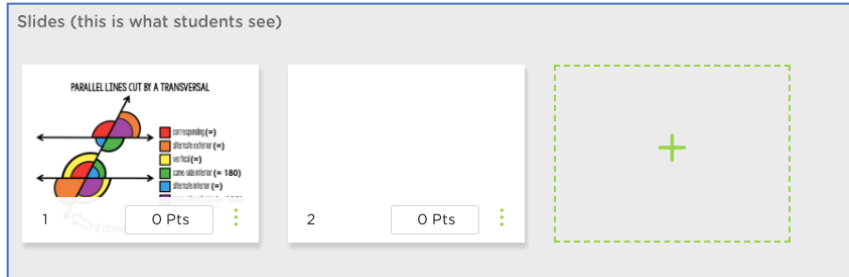 Slides (this is what students see)
PARALLEL LINES CUT BY A TRANSVERSAL
corresponding (=)
alternate exterior (=)
vertical (=)
same-side interior (= 180)
alternate interior (=)
1
0 Pts
2
0 Pts